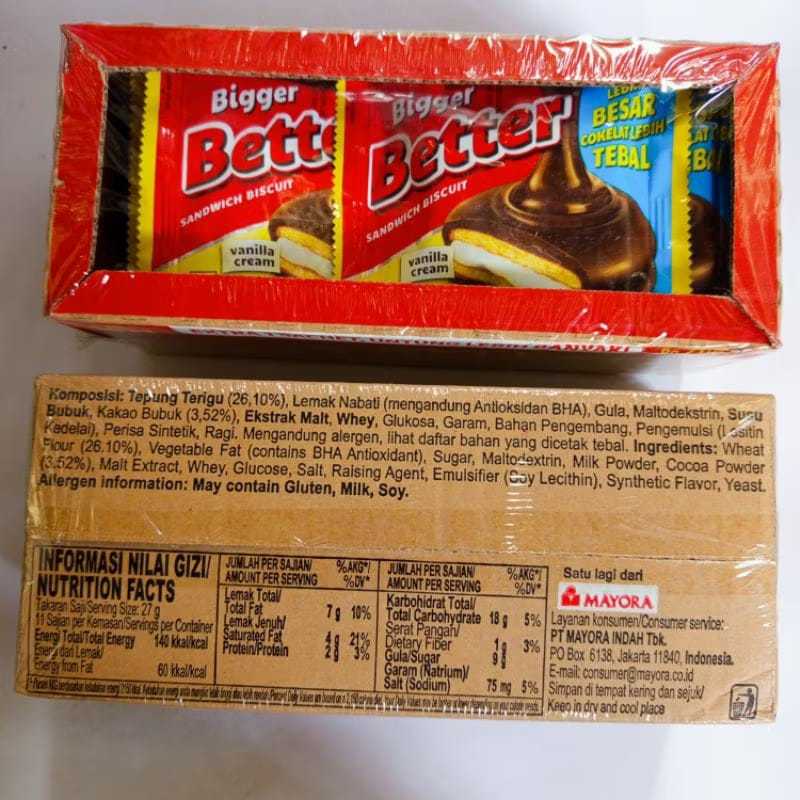 Bigger
Bette
SANDWICH BISCUIT
vanilla
cream
Bigger
Better
SANDWICH BISCUIT
vanilla
cream
BESAR
COKELAT LEBIH
TEBAL
Komposisi: Tepung Terigu (26,10%), Lemak Nabati (mengandung Antioksidan BHA), Gula, Maltodekstrin, Susu
Bubuk, Kakao Bubuk (3,52%), Ekstrak Malt, Whey, Glukosa, Garam, Bahan Pengembang, Pengemulsi (Lesitin
Kedelai), Perisa Sintetik, Ragi. Mengandung alergen, lihat daftar bahan yang dicetak tebal. Ingredients: Wheat
Flour (26.10%), Vegetable Fat (contains BHA Antioxidant), Sugar, Maltodextrin, Milk Powder, Cocoa Powder
(3.52%), Malt Extract, Whey, Glucose, Salt, Raising Agent, Emulsifier (Soy Lecithin), Synthetic Flavor, Yeast.
Allergen information: May contain Gluten, Milk, Soy.
INFORMASI NILAI GIZI/
NUTRITION FACTS
Takaran Saji/Serving Size: 27 g
11 Sajian per Kemasan/Servings per Container
Energi Total/Total Energy 140 kkal/kcal
Energi dari Lemak/
Energy from Fat 60 kkal/kcal
JUMLAH PER SAJIAN/ %AKG*/
AMOUNT PER SERVING %DV*
Lemak Total/
Total Fat 7 g 10%
Lemak Jenuh/
Saturated Fat 4 g 21%
Protein/Protein 2 g 3%
JUMLAH PER SAJIAN/ %AKG*/
AMOUNT PER SERVING %DV*
Karbohidrat Total/
Total Carbohydrate 18 g 5%
Serat Pangan/
Dietary Fiber 1 g 3%
Gula/Sugar 9 g
Garam (Natrium)/
Salt (Sodium) 75 mg 5%
Satu lagi dari
MAYORA
Layanan konsumen/Consumer service:
PT MAYORA INDAH Tbk.
PO Box 6138, Jakarta 11840, Indonesia.
E-mail: consumer@mayora.co.id
Simpan di tempat kering dan sejuk/
Keep in dry and cool place